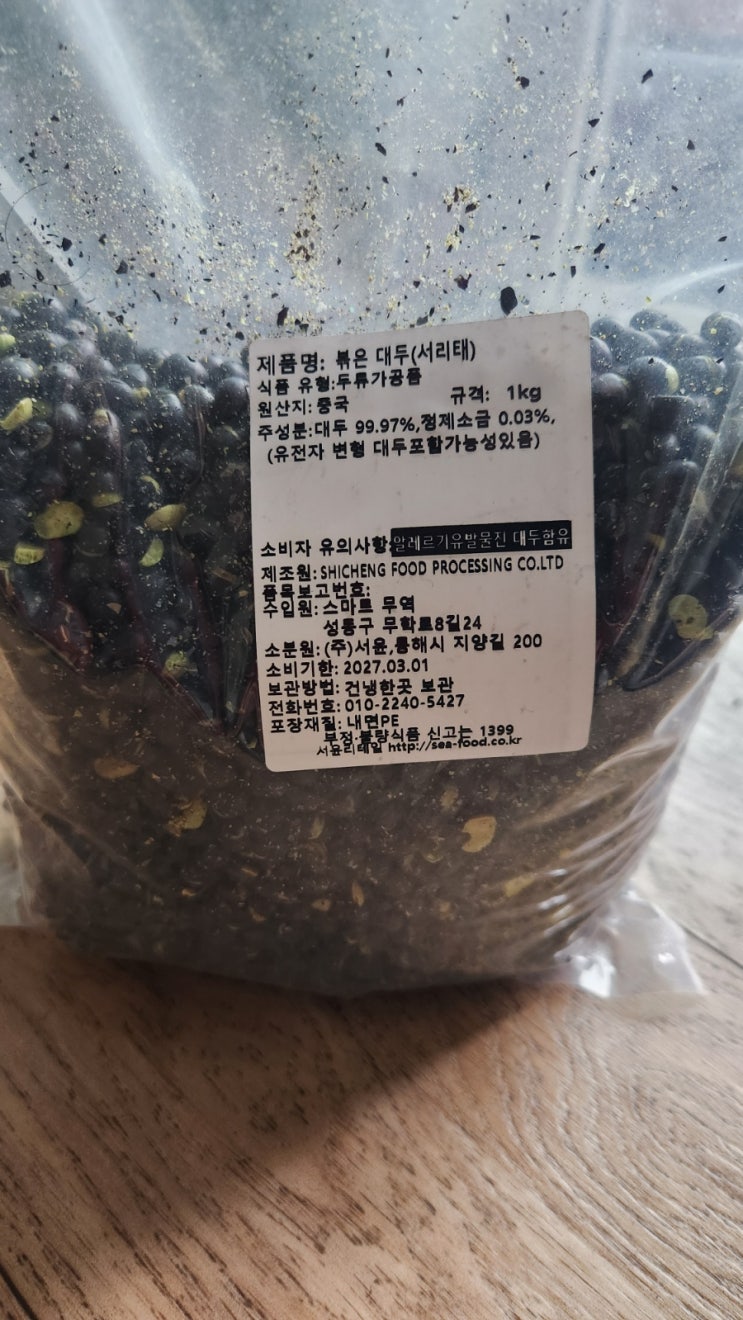 제품명: 볶은 대두(서리태)
식품 유형:두류가공품
원산지: 중국 규격: 1kg
주성분:대두 99.97%,정제소금 0.03%,
(유전자 변형 대두포함가능성있음)
소비자 유의사항:알레르기유발물진 대두함유
제조원: SHICHENG FOOD PROCESSING CO.LTD
품목보고번호:
수입원: 스마트 무역
성동구 무학로8길24
소분원: (주)서윤,통해시 지양길 200
소비기한: 2027.03.01
보관방법: 건냉한곳 보관
전화번호: 010-2240-5427
포장재질: 내면PE
부정·불량식품 신고는 1399
서윤리테일 http://sea-food.co.kr